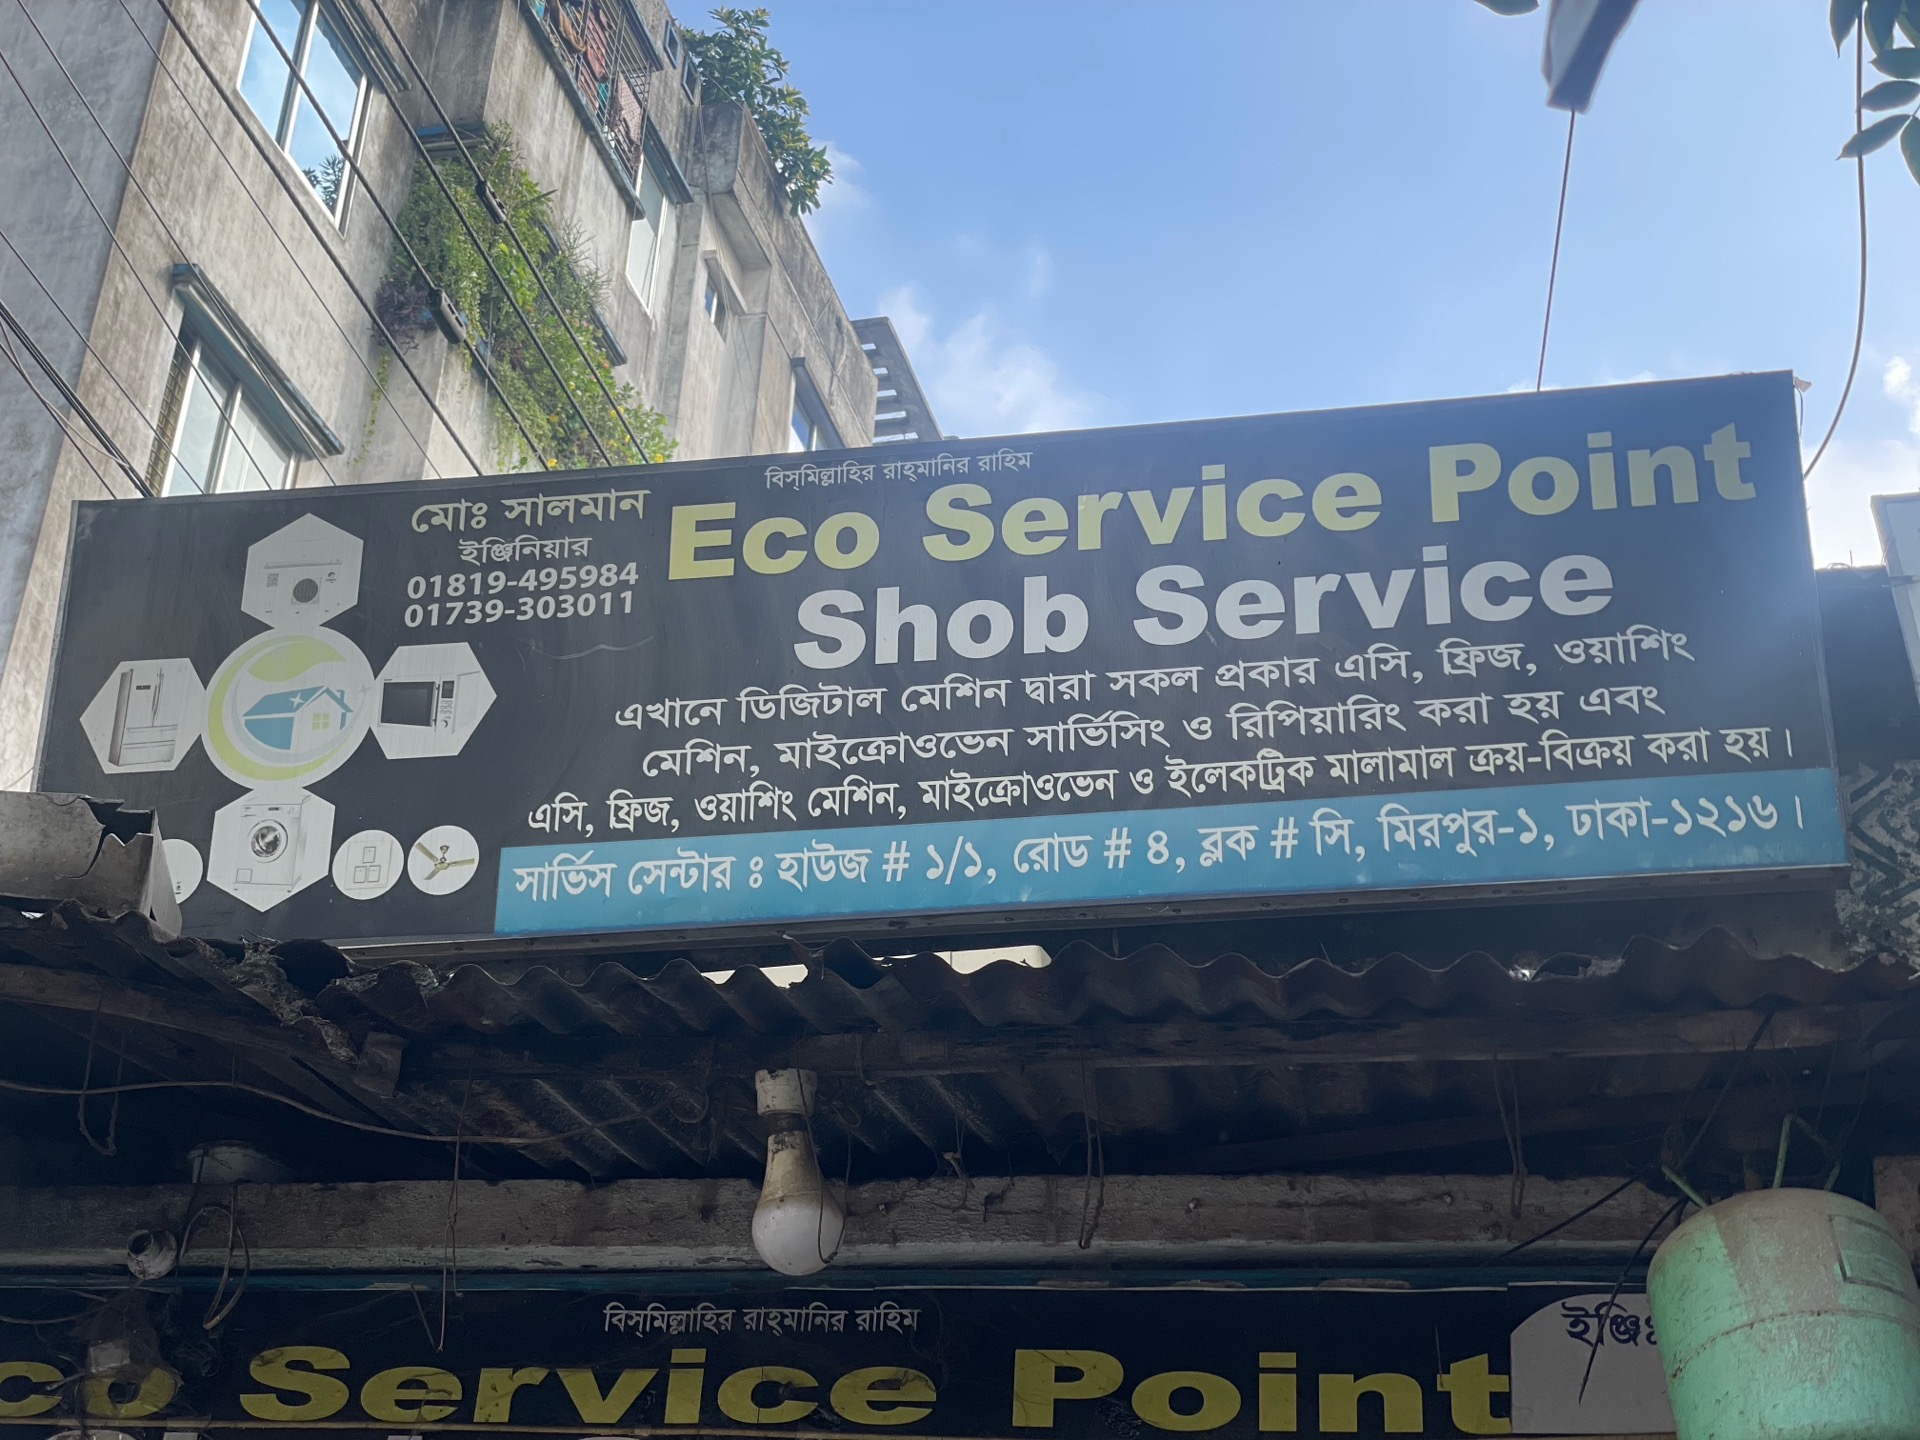 বিস্‌মিল্লাহির রাহ্‌মানির রাহিম
মোঃ সালমান
ইঞ্জিনিয়ার
01819-495984
01739-303011
Eco Service Point
Shob Service
এখানে ডিজিটাল মেশিন দ্বারা সকল প্রকার এসি, ফ্রিজ, ওয়াশিং
মেশিন, মাইক্রোওভেন সার্ভিসিং ও রিপিয়ারিং করা হয় এবং
এসি, ফ্রিজ, ওয়াশিং মেশিন, মাইক্রোওভেন ও ইলেকট্রিক মালামাল ক্রয়-বিক্রয় করা হয়।
সার্ভিস সেন্টার ঃ হাউজ # ১/১, রোড # ৪, ব্লক # সি, মিরপুর-১, ঢাকা-১২১৬।
বিস্‌মিল্লাহির রাহ্‌মানির রাহিম
co Service Point